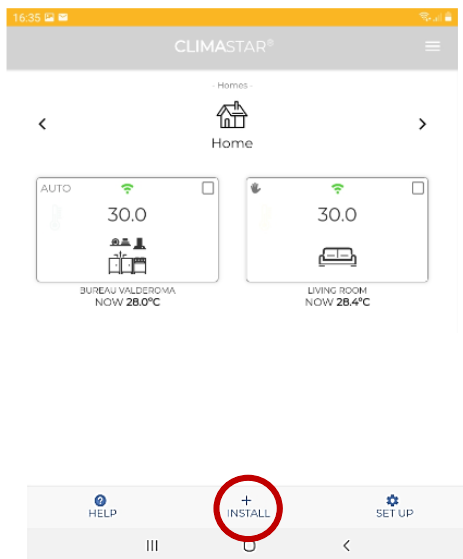 16:35
CLIMASTAR®
- Homes -
Home
AUTO
30.0
BUREAU VALDEROMA
NOW 28.0°C
30.0
LIVING ROOM
NOW 28.4°C
HELP
INSTALL
SET UP